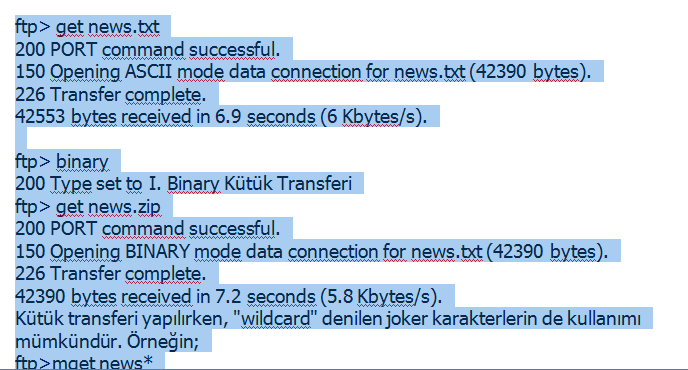 ftp> get news.txt
200 PORT command successful.
150 Opening ASCII mode data connection for news.txt (42390 bytes).
226 Transfer complete.
42553 bytes received in 6.9 seconds (6 Kbytes/s).
ftp> binary
200 Type set to I. Binary Kütük Transferi
ftp> get news.zip
200 PORT command successful.
150 Opening BINARY mode data connection for news.txt (42390 bytes).
226 Transfer complete.
42390 bytes received in 7.2 seconds (5.8 Kbytes/s).
Kütük transferi yapılırken, "wildcard" denilen joker karakterlerin de kullanımı
mümkündür. Örneğin;
ftp>mget news*